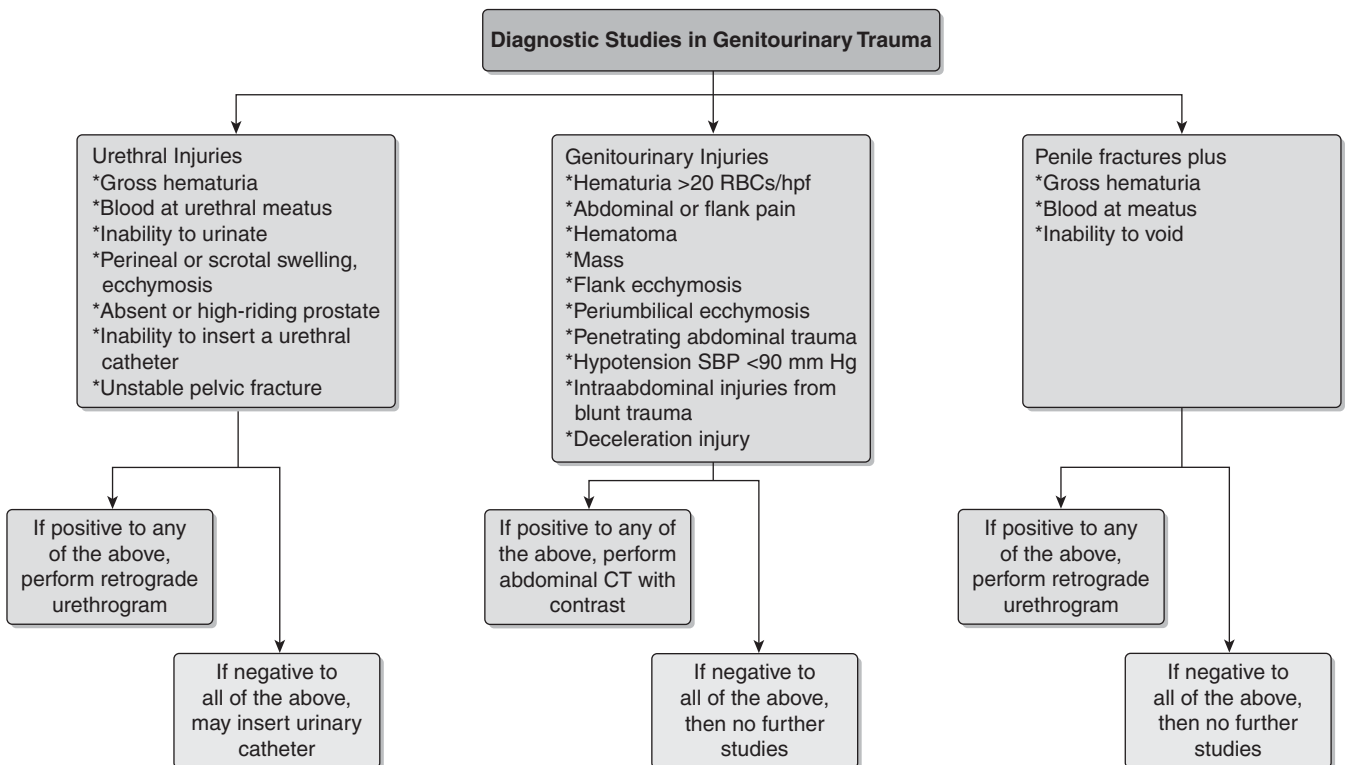 Diagnostic Studies in Genitourinary Trauma
Urethral Injuries
*Gross hematuria
*Blood at urethral meatus
*Inability to urinate
*Perineal or scrotal swelling,
ecchymosis
*Absent or high-riding prostate
*Inability to insert a urethral
catheter
*Unstable pelvic fracture
Genitourinary Injuries
*Hematuria >20 RBCs/hpf
*Abdominal or flank pain
*Hematoma
*Mass
*Flank ecchymosis
*Periumbilical ecchymosis
*Penetrating abdominal trauma
*Hypotension SBP <90 mm Hg
*Intraabdominal injuries from
blunt trauma
*Deceleration injury
Penile fractures plus
*Gross hematuria
*Blood at meatus
*Inability to void
If positive to any
of the above,
perform retrograde
urethrogram
If negative to
all of the above,
may insert urinary
catheter
If positive to any of
the above, perform
abdominal CT with
contrast
If negative to
all of the above,
then no further
studies
If positive to any
of the above,
perform retrograde
urethrogram
If negative to
all of the above,
then no further
studies